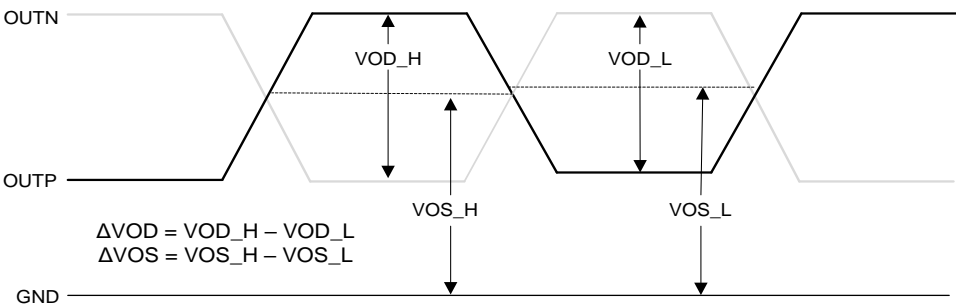 OUTN
VOD_H
VOD_L
OUTP
VOS_H
VOS_L
ΔVOD = VOD_H – VOD_L
ΔVOS = VOS_H – VOS_L
GND